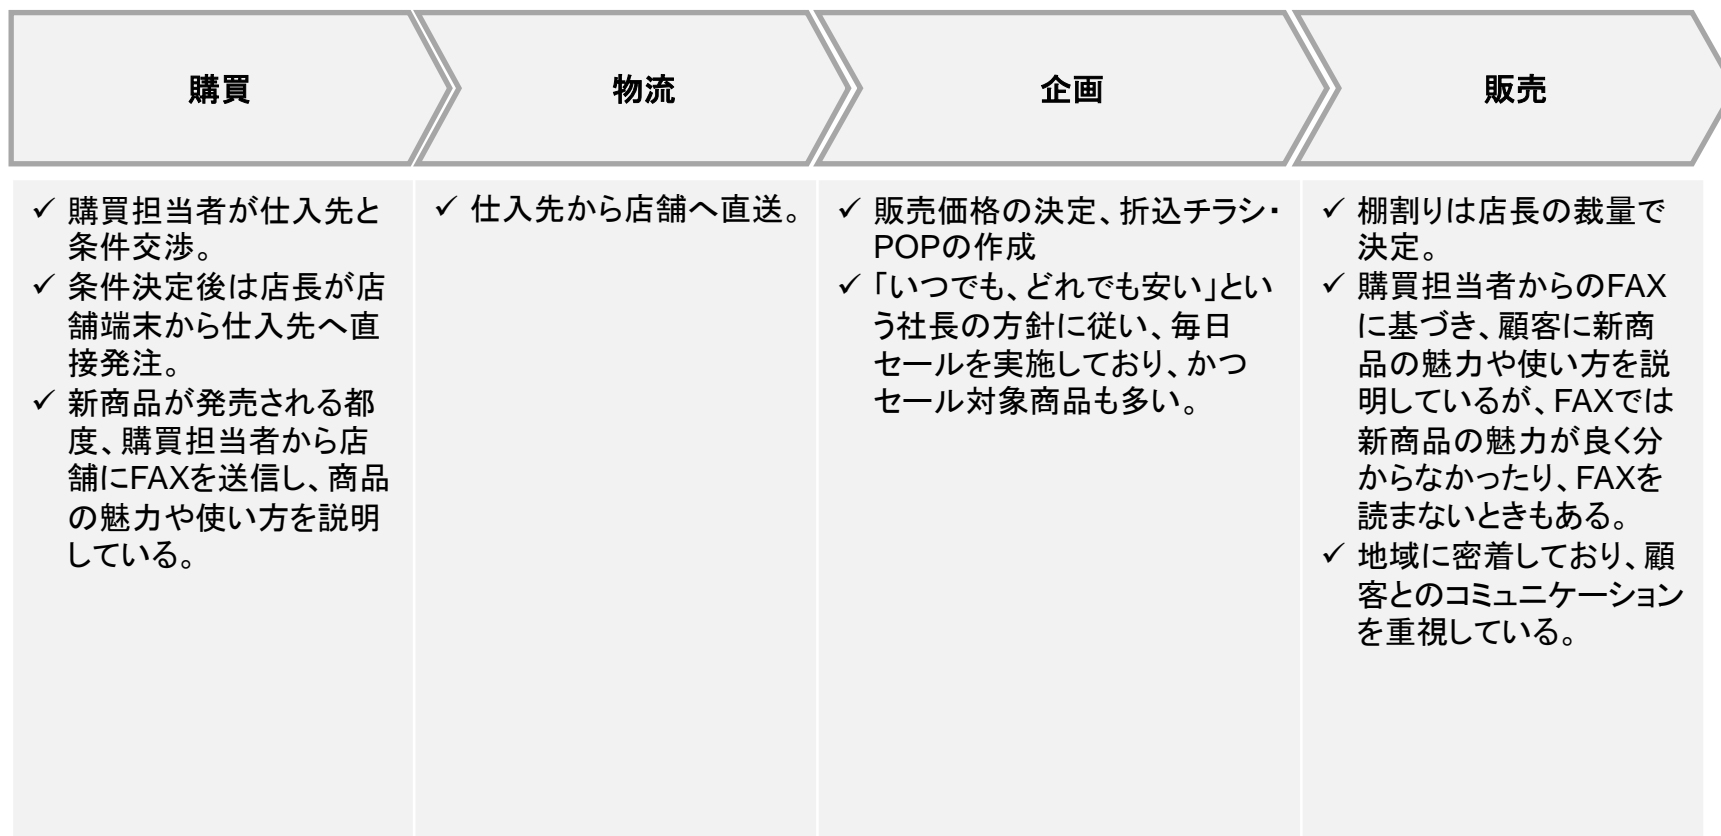 購買
物流
企画
販売
✓ 購買担当者が仕入先と
条件交渉。
✓ 条件決定後は店長が店
舗端末から仕入先へ直
接発注。
✓ 新商品が発売される都
度、購買担当者から店
舗にFAXを送信し、商品
の魅力や使い方を説明
している。
✓ 仕入先から店舗へ直送。
✓ 販売価格の決定、折込チラシ・
POPの作成
✓ 「いつでも、どれでも安い」とい
う社長の方針に従い、毎日
セールを実施しており、かつ
セール対象商品も多い。
✓ 棚割りは店長の裁量で
決定。
✓ 購買担当者からのFAX
に基づき、顧客に新商
品の魅力や使い方を説
明しているが、FAXでは
新商品の魅力が良く分
からなかったり、FAXを
読まないときもある。
✓ 地域に密着しており、顧
客とのコミュニケーション
を重視している。